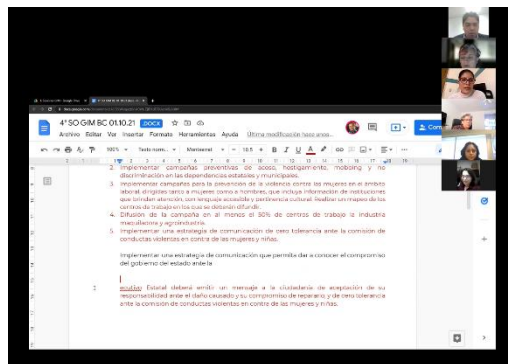 4° SO GIM BC 01.10.21 .DOCX
Archivo Editar Ver Insertar Formato Herramientas Ayuda Última modificación hace unos...
100% Texto norm... Montserrat 10.5 B I U A
2. Implementar campañas preventivas de acoso, hostigamiento, mobbing y no
discriminación en las dependencias estatales y municipales.
3. Implementar campañas para la prevención de la violencia contra las mujeres en el ámbito
laboral, dirigidas tanto a mujeres como a hombres, que incluya información de instituciones
que brindan atención, con lenguaje accesible y pertinencia cultural. Realizar un mapeo de los
centros de trabajo en los que se deberán difundir.
4. Difusión de la campaña en al menos el 50% de centros de trabajo la industria
maquiladora y agroindustria.
5. Implementar una estrategia de comunicación de cero tolerancia ante la comisión de
conductas violentas en contra de las mujeres y niñas.
Implementar una estrategia de comunicación que permita dar a conocer el compromiso
del gobierno del estado ante la
ecutivo Estatal deberá emitir un mensaje a la ciudadanía de aceptación de su
responsabilidad ante el daño causado y su compromiso de repararlo, y de cero tolerancia
ante la comisión de conductas violentas en contra de las mujeres y niñas.